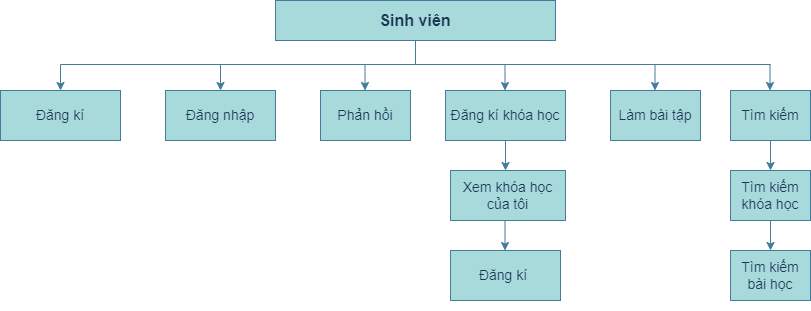 Sinh viên
Đăng kí
Đăng nhập
Phản hồi
Đăng kí khóa học
Làm bài tập
Tìm kiếm
Xem khóa học
của tôi
Tìm kiếm
khóa học
Đăng kí
Tìm kiếm
bài học